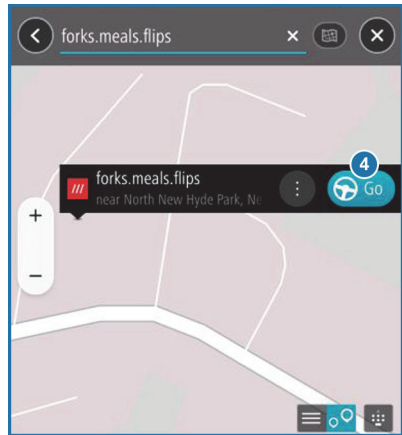 forks.meals.flips
4
forks.meals.flips
Go
near North New Hyde Park, Ne
+
−